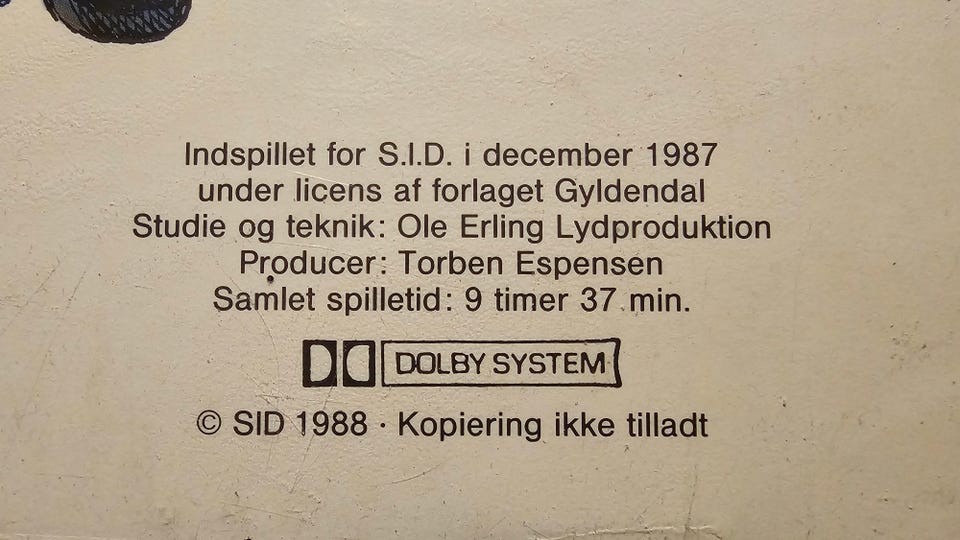 Indspillet for S.I.D. i december 1987
under licens af forlaget Gyldendal
Studie og teknik: Ole Erling Lydproduktion
Producer: Torben Espensen
Samlet spilletid: 9 timer 37 min.
DOLBY SYSTEM
© SID 1988 · Kopiering ikke tilladt